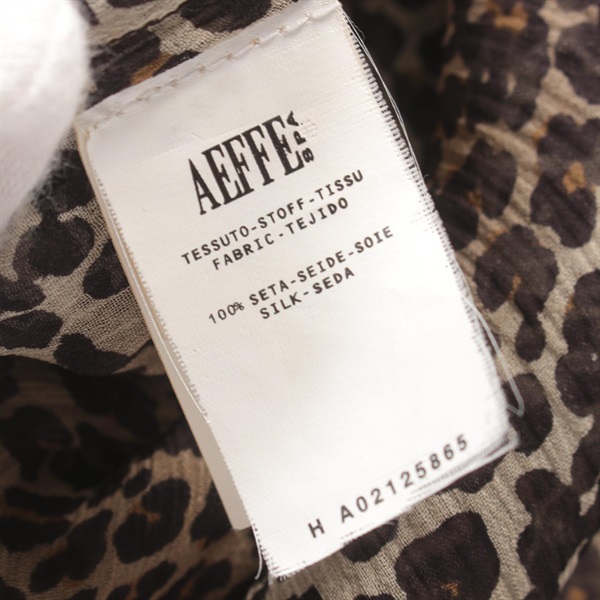 AEFFE SPA
TESSUTO-STOFF-TISSU
FABRIC-TEJIDO
100% SETA-SEIDE-SOIE
SILK-SEDA
H A02125865